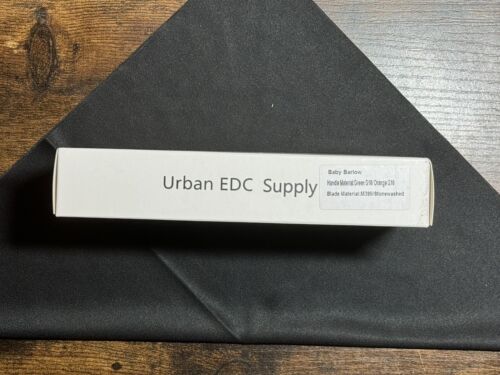 Urban EDC Supply
Baby Barlow
Handle Material:Green G10/ Orange G10
Blade Material:M390/Stonewashed